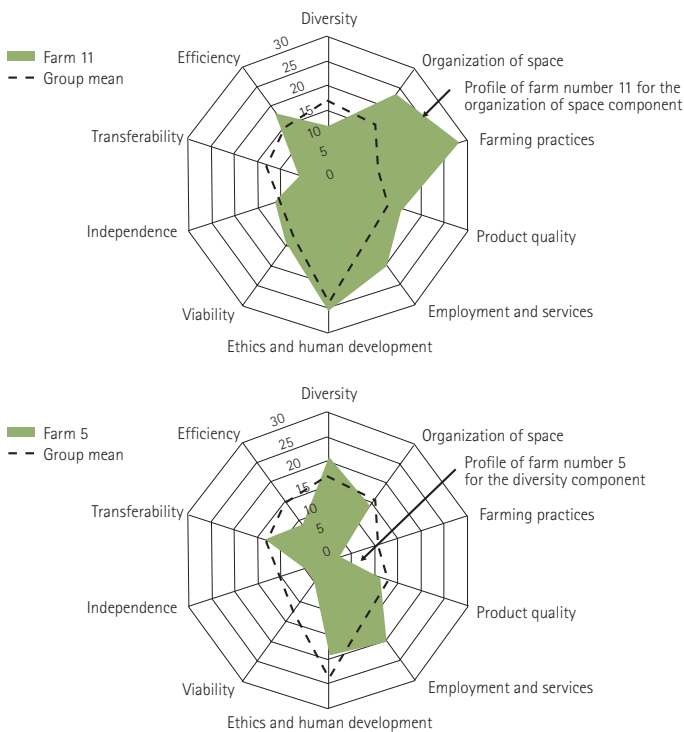 Diversity
Farm 11
Group mean
Efficiency
30
25
20
15
10
5
0
Organization of space
Profile of farm number 11 for the
organization of space component
Transferability
Farming practices
Independence
Product quality
Viability
Employment and services
Ethics and human development
Diversity
Farm 5
Group mean
Efficiency
30
25
20
15
10
5
0
Organization of space
Profile of farm number 5
for the diversity component
Transferability
Farming practices
Independence
Product quality
Viability
Employment and services
Ethics and human development